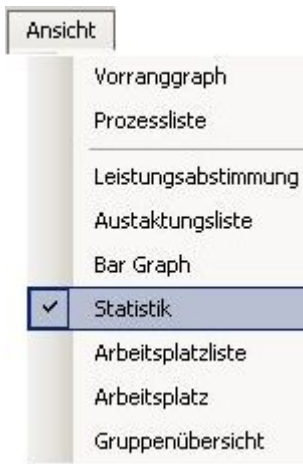 Ansicht
Vorranggraph
Prozessliste
Leistungsabstimmung
Austaktungsliste
Bar Graph
Statistik
Arbeitsplatzliste
Arbeitsplatz
Gruppenübersicht